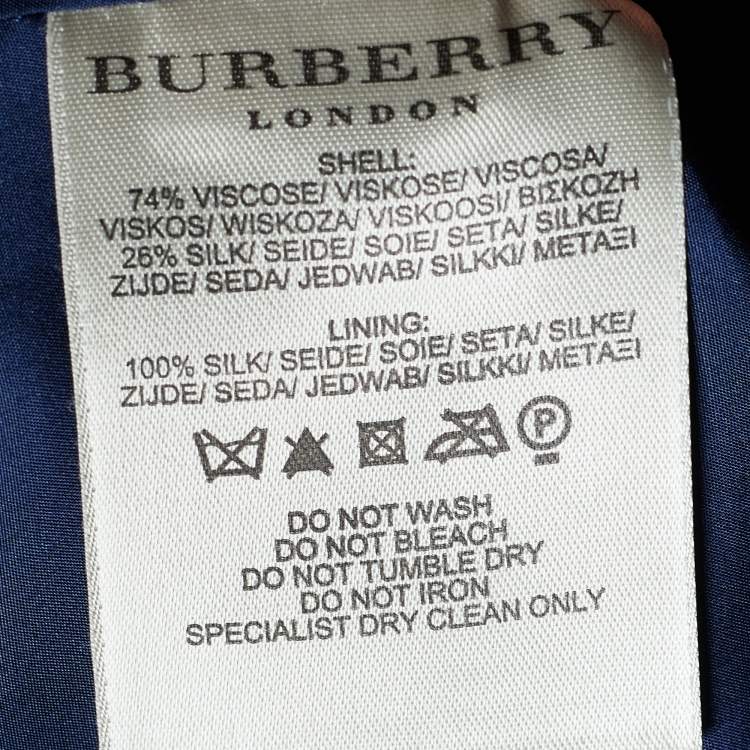 BURBERRY
LONDON
SHELL:
74% VISCOSE/ VISKOSE/ VISCOSA/
VISKOS/ WISKOZA/ VISKOOSI/ ΒΙΣΚΟΖΗ
26% SILK/ SEIDE/ SOIE/ SETA/ SILKE/
ZIJDE/ SEDA/ JEDWAB/ SILKKI/ ΜΕΤΑΞΙ
LINING:
100% SILK/ SEIDE/ SOIE/ SETA/ SILKE/
ZIJDE/ SEDA/ JEDWAB/ SILKKI/ ΜΕΤΑΞΙ
P
DO NOT WASH
DO NOT BLEACH
DO NOT TUMBLE DRY
DO NOT IRON
SPECIALIST DRY CLEAN ONLY